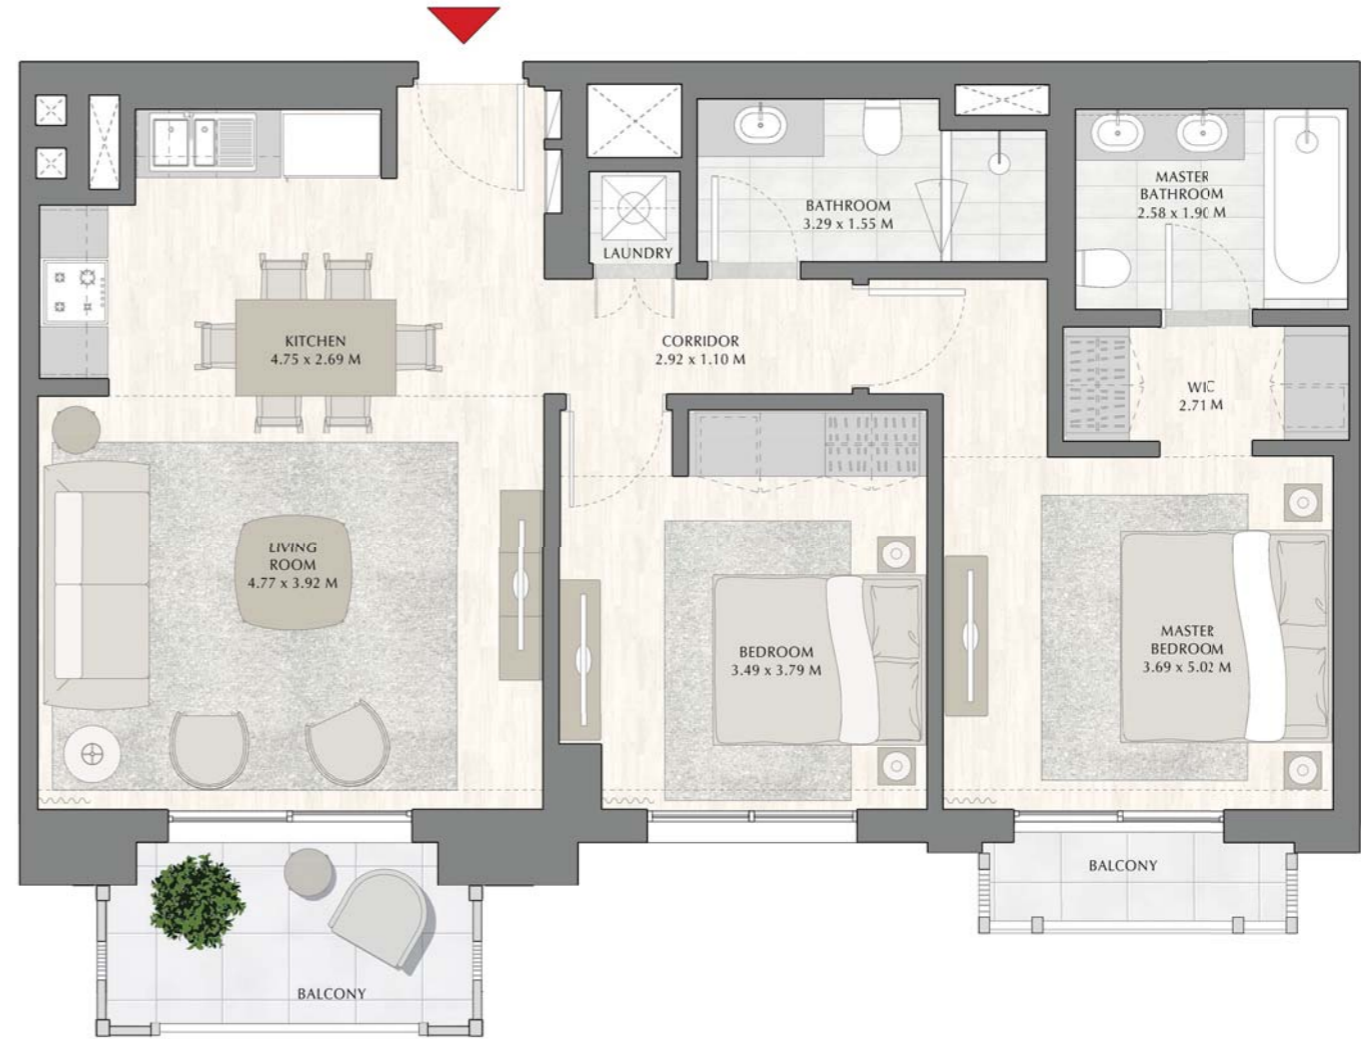 MASTER
BATHROOM
2.58 x 1.90 M
BATHROOM
3.29 x 1.55 M
LAUNDRY
KITCHEN
4.75 x 2.69 M
CORRIDOR
2.92 x 1.10 M
WIC
2.71 M
LIVING
ROOM
4.77 x 3.92 M
BEDROOM
3.49 x 3.79 M
MASTER
BEDROOM
3.69 x 5.02 M
BALCONY
BALCONY